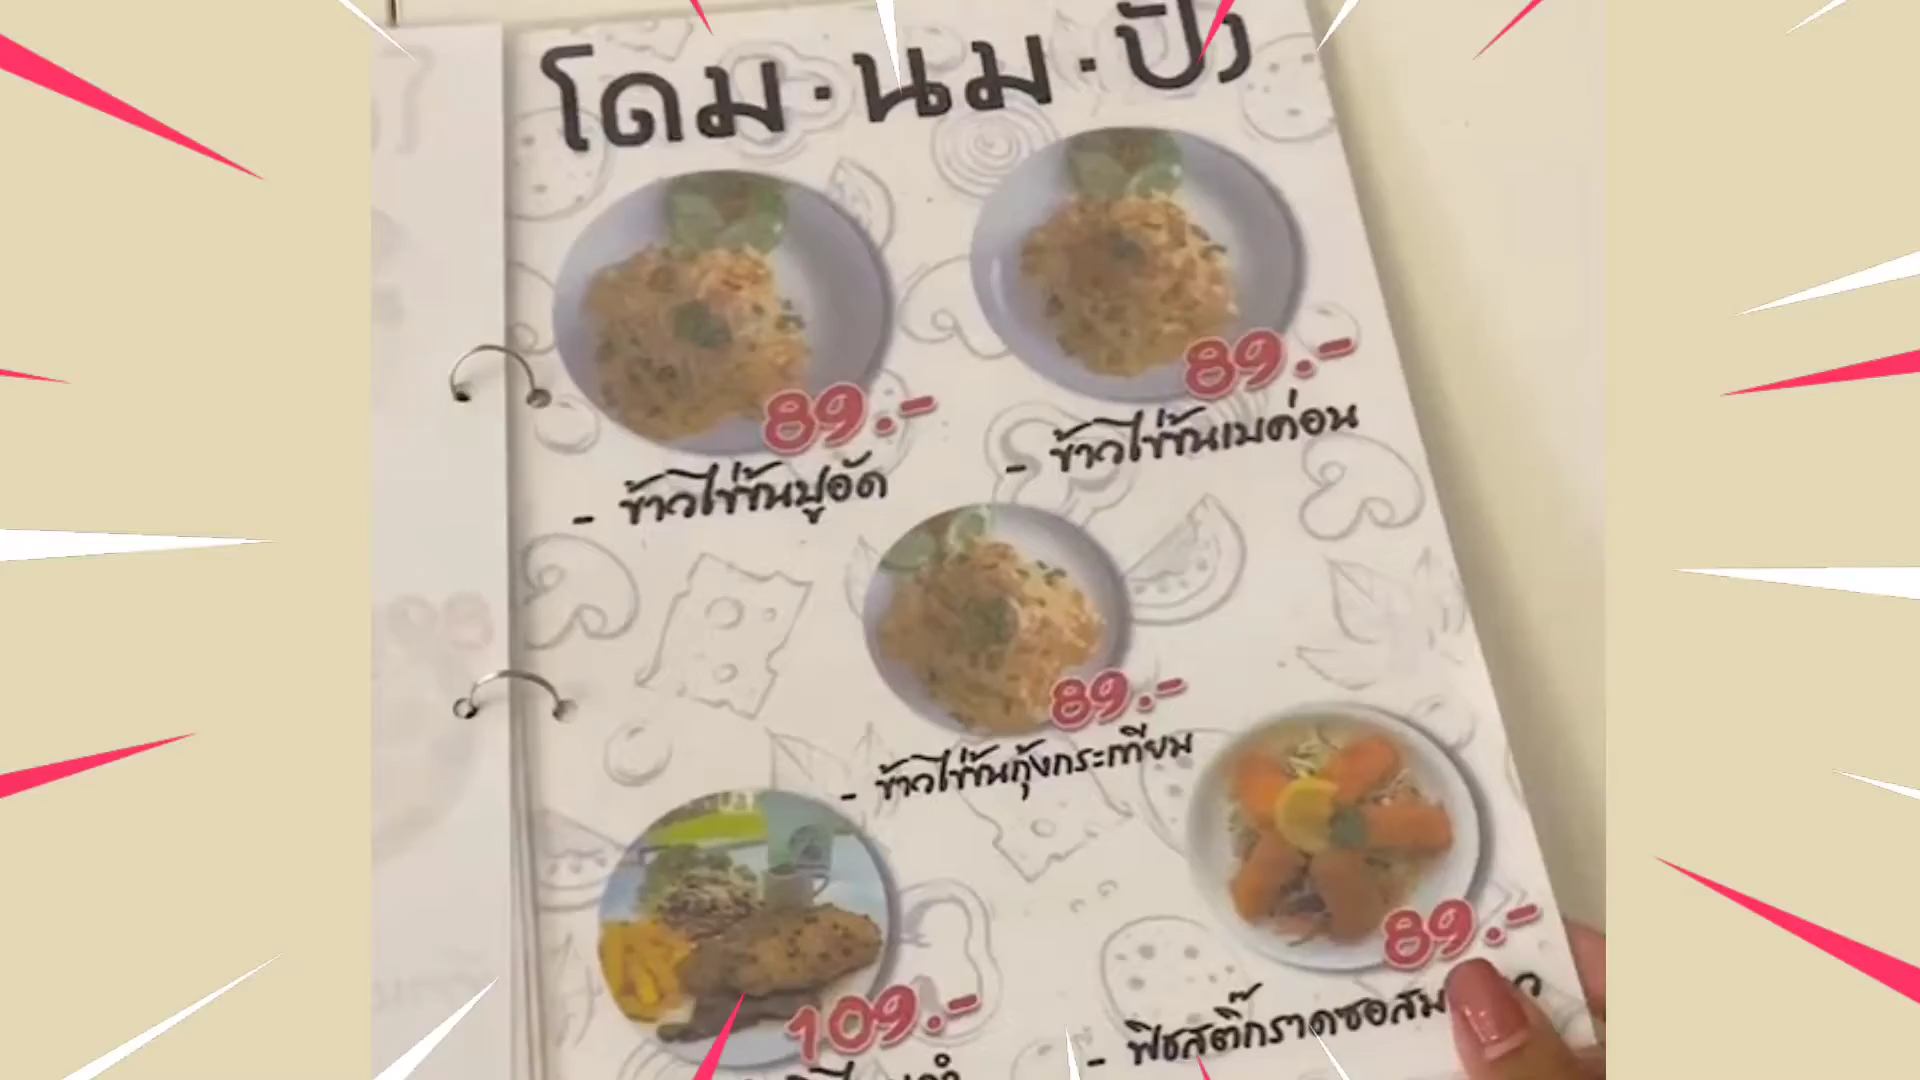 โดม · นม · ปัง
89.-
89.-
- ข้าวไข่ข้นปูอัด
- ข้าวไข่ข้นเบค่อน
89.-
- ข้าวไข่ข้นกุ้งกระเทียม
109.-
89.-
- ฟิชสติ๊กราดซอส